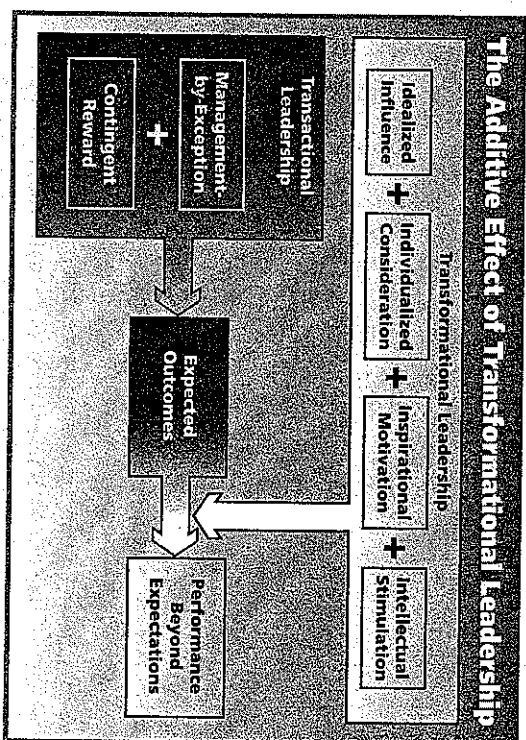 The Additive Effect of Transformational Leadership
Transformational Leadership
Idealized
Influence
+
Individualized
Consideration
+
Inspirational
Motivation
+
Intellectual
Stimulation
Transactional
Leadership
Management-
by-Exception
+
Contingent
Reward
Expected
Outcomes
Performance
Beyond
Expectations